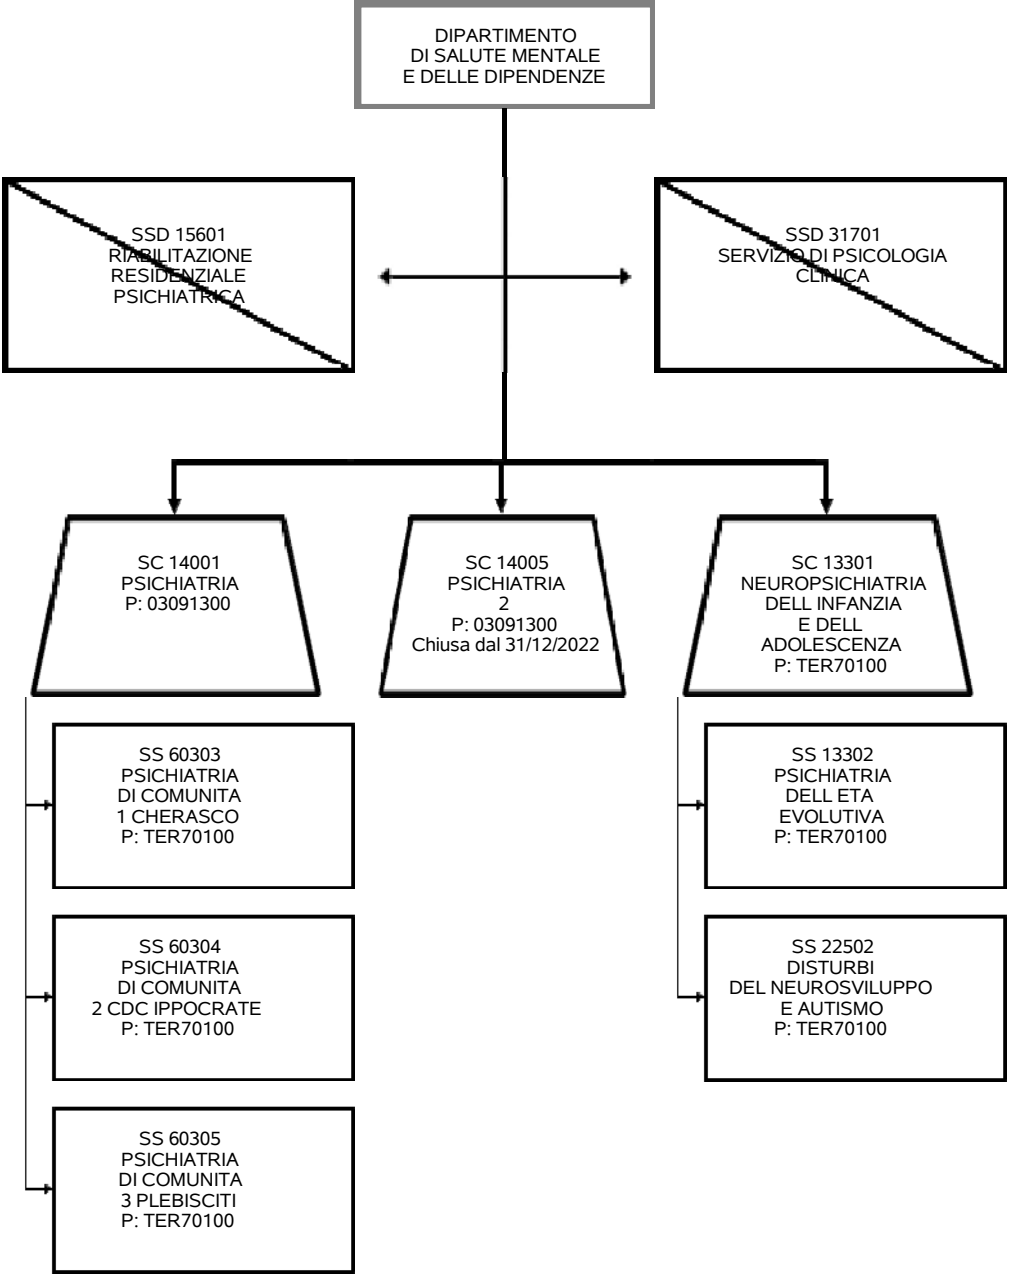 DIPARTIMENTO
DI SALUTE MENTALE
E DELLE DIPENDENZE
SSD 15601
RIABILITAZIONE
RESIDENZIALE
PSICHIATRICA
SSD 31701
SERVIZIO DI PSICOLOGIA
CLINICA
SC 14001
PSICHIATRIA
P: 03091300
SC 14005
PSICHIATRIA
2
P: 03091300
Chiusa dal 31/12/2022
SC 13301
NEUROPSICHIATRIA
DELL INFANZIA
E DELL
ADOLESCENZA
P: TER70100
SS 60303
PSICHIATRIA
DI COMUNITA
1 CHERASCO
P: TER70100
SS 13302
PSICHIATRIA
DELL ETA
EVOLUTIVA
P: TER70100
SS 60304
PSICHIATRIA
DI COMUNITA
2 CDC IPPOCRATE
P: TER70100
SS 22502
DISTURBI
DEL NEUROSVILUPPO
E AUTISMO
P: TER70100
SS 60305
PSICHIATRIA
DI COMUNITA
3 PLEBISCITI
P: TER70100